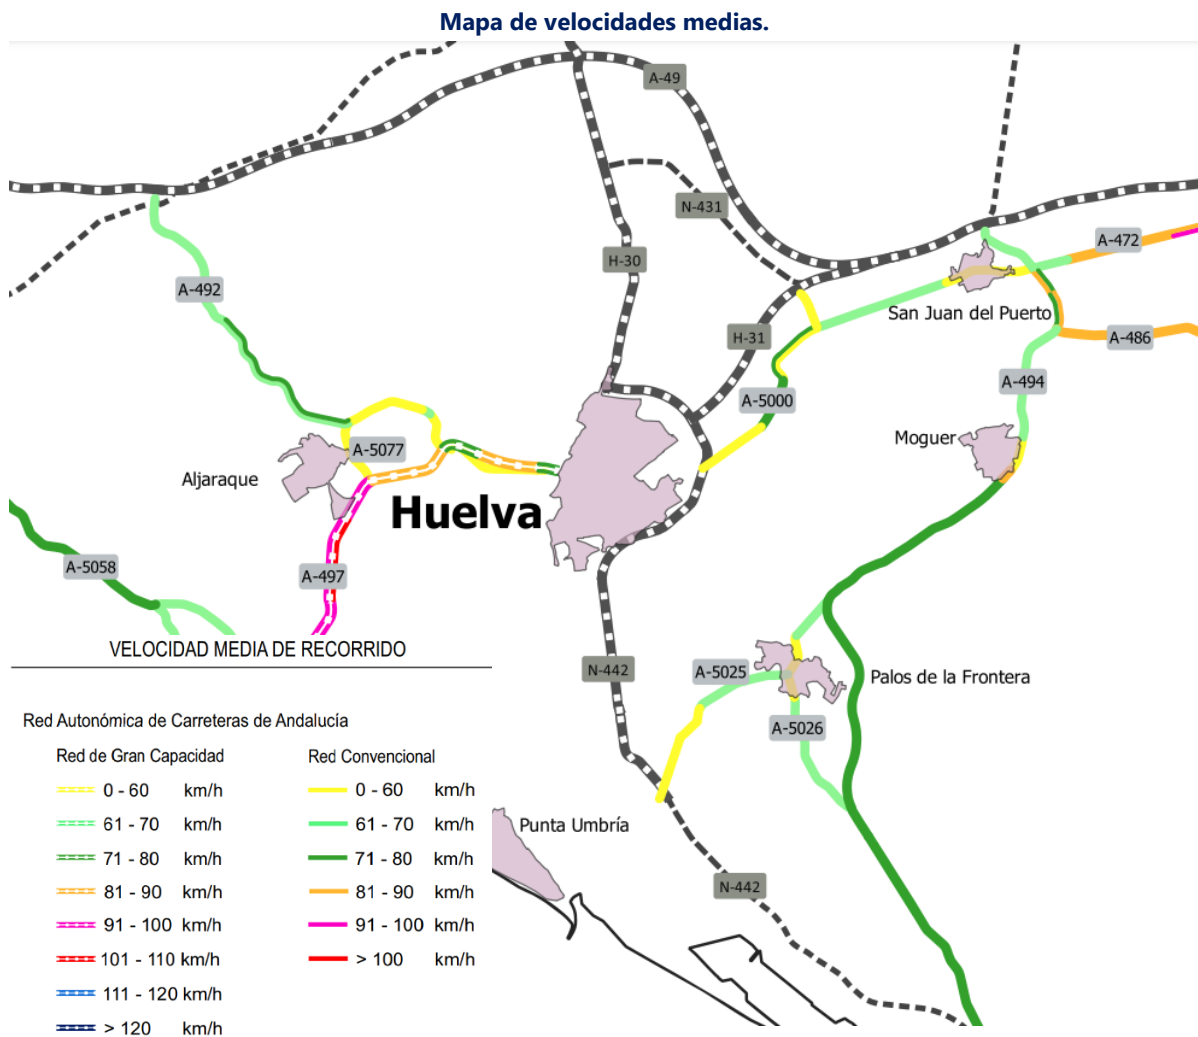 Mapa de velocidades medias.
A-49
N-431
H-30
A-472
A-492
San Juan del Puerto
H-31
A-486
A-494
A-5000
Moguer
A-5077
Aljaraque
Huelva
A-5058
A-497
VELOCIDAD MEDIA DE RECORRIDO
N-442
A-5025
Palos de la Frontera
A-5026
Red Autonómica de Carreteras de Andalucía
Red de Gran Capacidad
Red Convencional
0 - 60 km/h
0 - 60 km/h
61 - 70 km/h
61 - 70 km/h
71 - 80 km/h
71 - 80 km/h
81 - 90 km/h
81 - 90 km/h
91 - 100 km/h
91 - 100 km/h
101 - 110 km/h
> 100 km/h
111 - 120 km/h
> 120 km/h
Punta Umbría
N-442